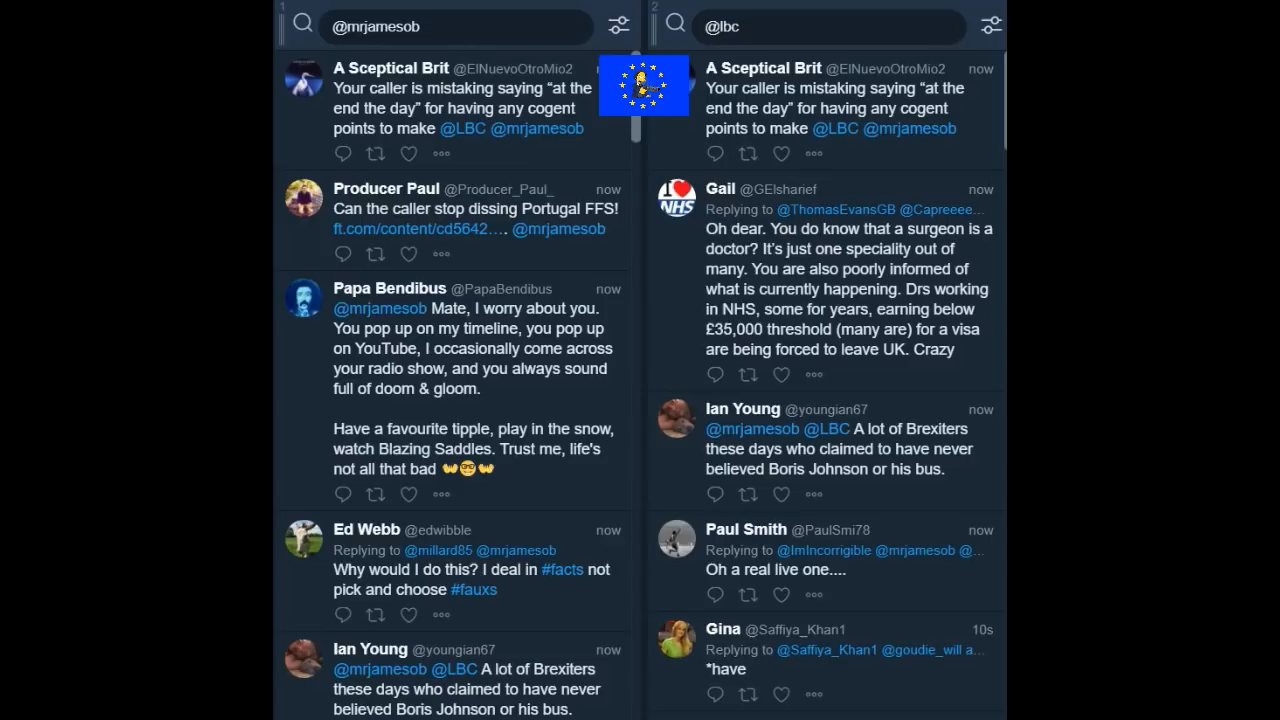 1
@mrjamesob
A Sceptical Brit @ElNuevoOtroMio2
Your caller is mistaking saying “at the
end the day” for having any cogent
points to make @LBC @mrjamesob
Producer Paul @Producer_Paul_ now
Can the caller stop dissing Portugal FFS!
ft.com/content/cd5642…. @mrjamesob
Papa Bendibus @PapaBendibus now
@mrjamesob Mate, I worry about you.
You pop up on my timeline, you pop up
on YouTube, I occasionally come across
your radio show, and you always sound
full of doom & gloom.
Have a favourite tipple, play in the snow,
watch Blazing Saddles. Trust me, life's
not all that bad 👐🤓👐
Ed Webb @edwibble now
Replying to @millard85 @mrjamesob
Why would I do this? I deal in #facts not
pick and choose #fauxs
Ian Young @youngian67 now
@mrjamesob @LBC A lot of Brexiters
these days who claimed to have never
believed Boris Johnson or his bus.
2
@lbc
A Sceptical Brit @ElNuevoOtroMio2 now
Your caller is mistaking saying “at the
end the day” for having any cogent
points to make @LBC @mrjamesob
Gail @GElsharief now
Replying to @ThomasEvansGB @Capreeee...
Oh dear. You do know that a surgeon is a
doctor? It’s just one speciality out of
many. You are also poorly informed of
what is currently happening. Drs working
in NHS, some for years, earning below
£35,000 threshold (many are) for a visa
are being forced to leave UK. Crazy
I ❤ NHS
Ian Young @youngian67 now
@mrjamesob @LBC A lot of Brexiters
these days who claimed to have never
believed Boris Johnson or his bus.
Paul Smith @PaulSmi78 now
Replying to @ImIncorrigible @mrjamesob @...
Oh a real live one....
Gina @Saffiya_Khan1 10s
Replying to @Saffiya_Khan1 @goudie_will a...
*have